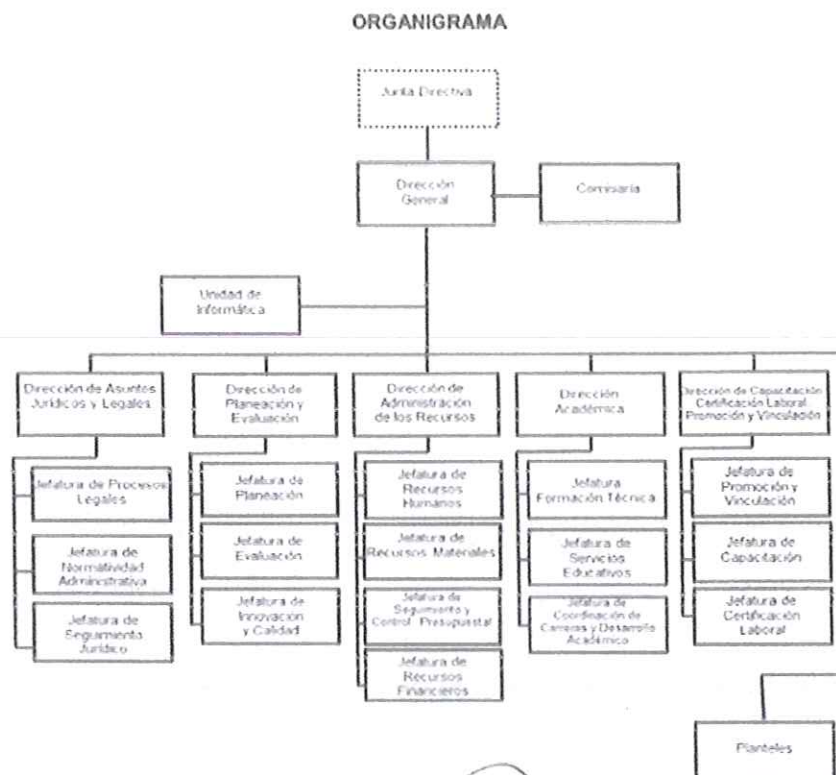 ORGANIGRAMA
Junta Directiva
Dirección
General
Comisaría
Unidad de
Informática
Dirección de Asuntos
Jurídicos y Legales
Dirección de
Planeación y
Evaluación
Dirección de
Administración
de los Recursos
Dirección
Académica
Dirección de Capacitación
Certificación Laboral
Promoción y Vinculación
Jefatura de Procesos
Legales
Jefatura de
Normatividad
Administrativa
Jefatura de
Seguimiento
Jurídico
Jefatura de
Planeación
Jefatura de
Evaluación
Jefatura de
Innovación
y Calidad
Jefatura de
Recursos
Humanos
Jefatura de
Recursos Materiales
Jefatura de
Seguimiento y
Control Presupuestal
Jefatura de
Recursos
Financieros
Jefatura
Formación Técnica
Jefatura de
Servicios
Educativos
Jefatura de
Coordinación de
Carreras y Desarrollo
Académico
Jefatura de
Promoción y
Vinculación
Jefatura de
Capacitación
Jefatura de
Certificación
Laboral
Planteles